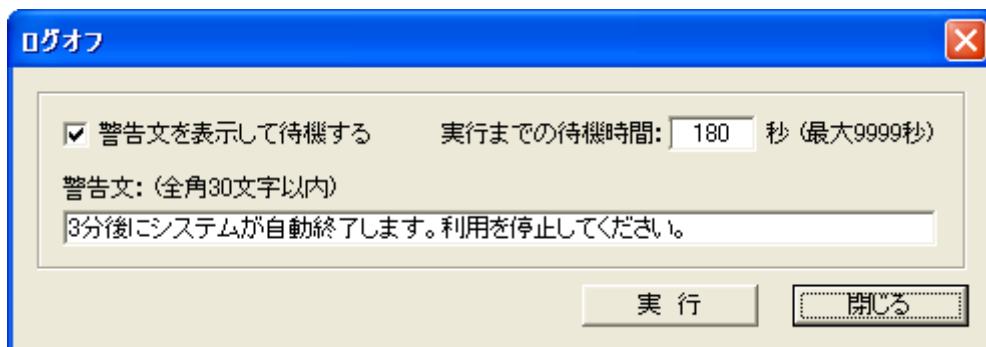 ログオフ
警告文を表示して待機する 実行までの待機時間: 180 秒 (最大9999秒)
警告文: (全角30文字以内)
3分後にシステムが自動終了します。利用を停止してください。
実 行 閉じる